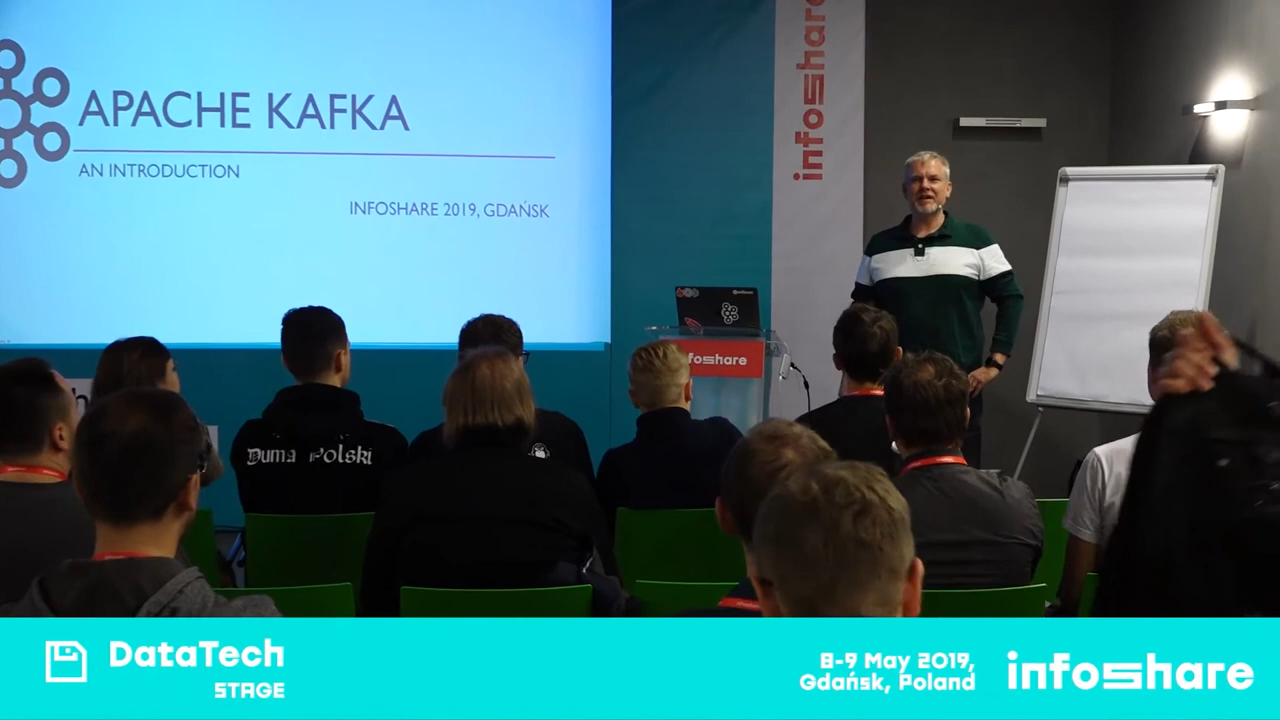 APACHE KAFKA
AN INTRODUCTION
INFOSHARE 2019, GDAŃSK
infoshare
infoshare
Duma Polski
DataTech
STAGE
8-9 May 2019,
Gdańsk, Poland
infoshare